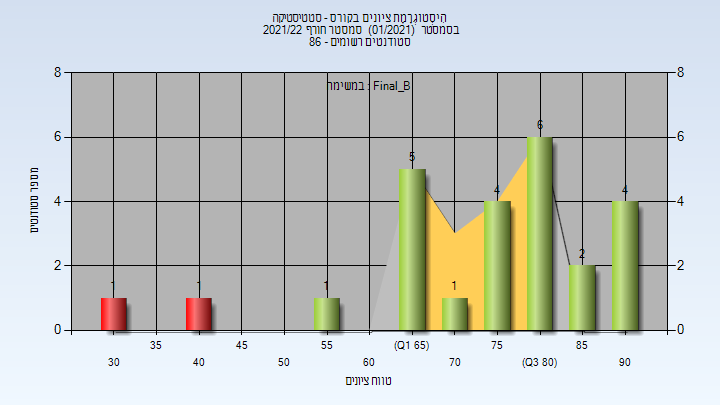 הִיסְטוֹגְרָמַת ציונים בקורס - סטטיסטיקה
בסמסטר (01/2021) סמסטר חורף 2021/22
סטודנטים רשומים - 86
במשימה : Final_B
8 8
6 6
4 4
2 2
0 0
מספר סטודנטים
1 1 1 5 1 4 6 2 4
35 45 55 (Q1 65) 75 85
30 40 50 60 70 (Q3 80) 90
טווח ציונים